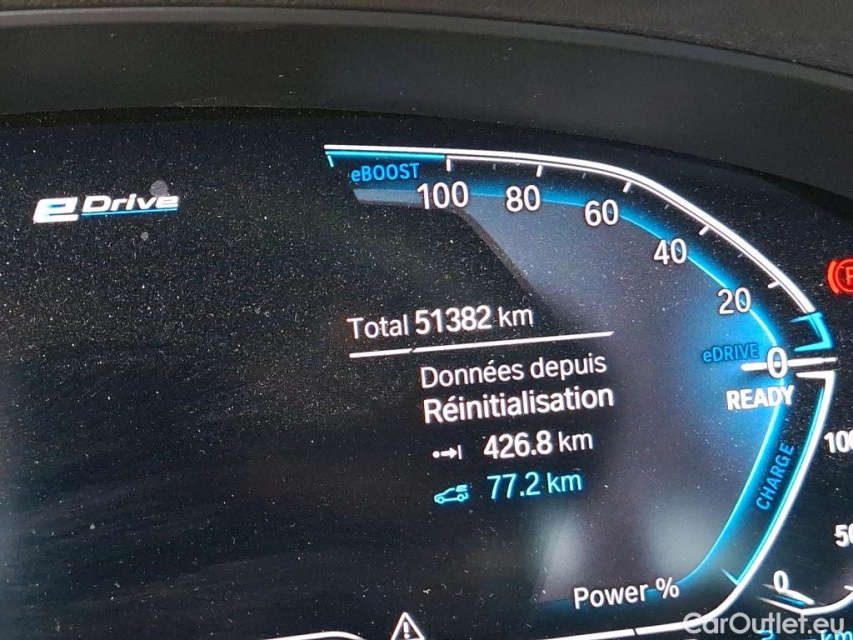 eBOOST
eDrive
100 80 60 40 20 0
Total 51382 km
Données depuis
Réinitialisation
426.8 km
77.2 km
eDRIVE
READY
CHARGE
Power %
0
CarOutlet.eu